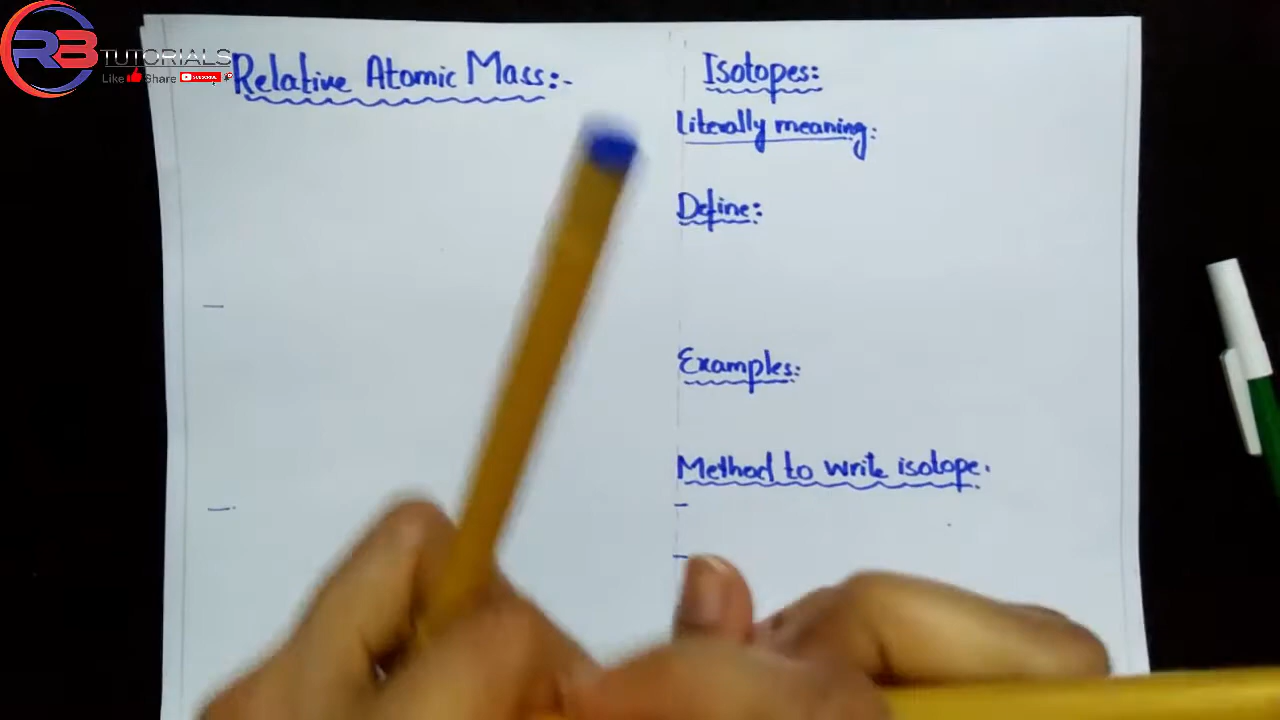 RB TUTORIALS
Like Share
Relative Atomic Mass:-
Isotopes:
Literally meaning:
Define:
Examples:
Method to write isotope.